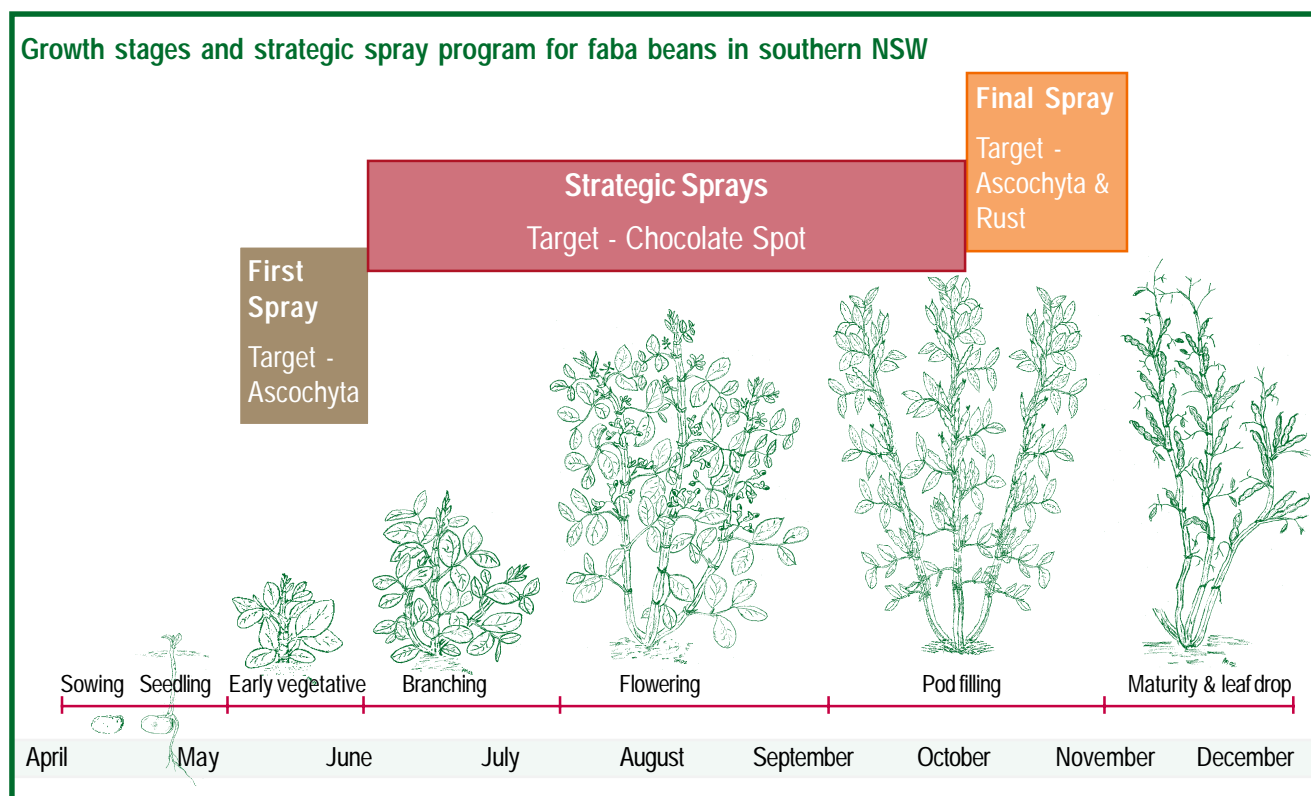 Growth stages and strategic spray program for faba beans in southern NSW
Final Spray
Target -
Ascochyta &
Rust
Strategic Sprays
Target - Chocolate Spot
First
Spray
Target -
Ascochyta
Sowing Seedling Early vegetative Branching Flowering Pod filling Maturity & leaf drop
April May June July August September October November December